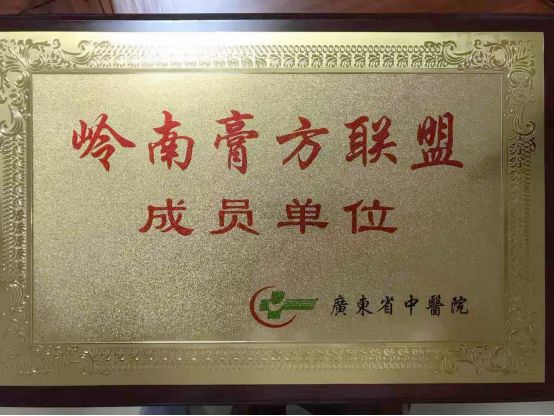 岭南膏方联盟
成员单位
廣東省中醫院